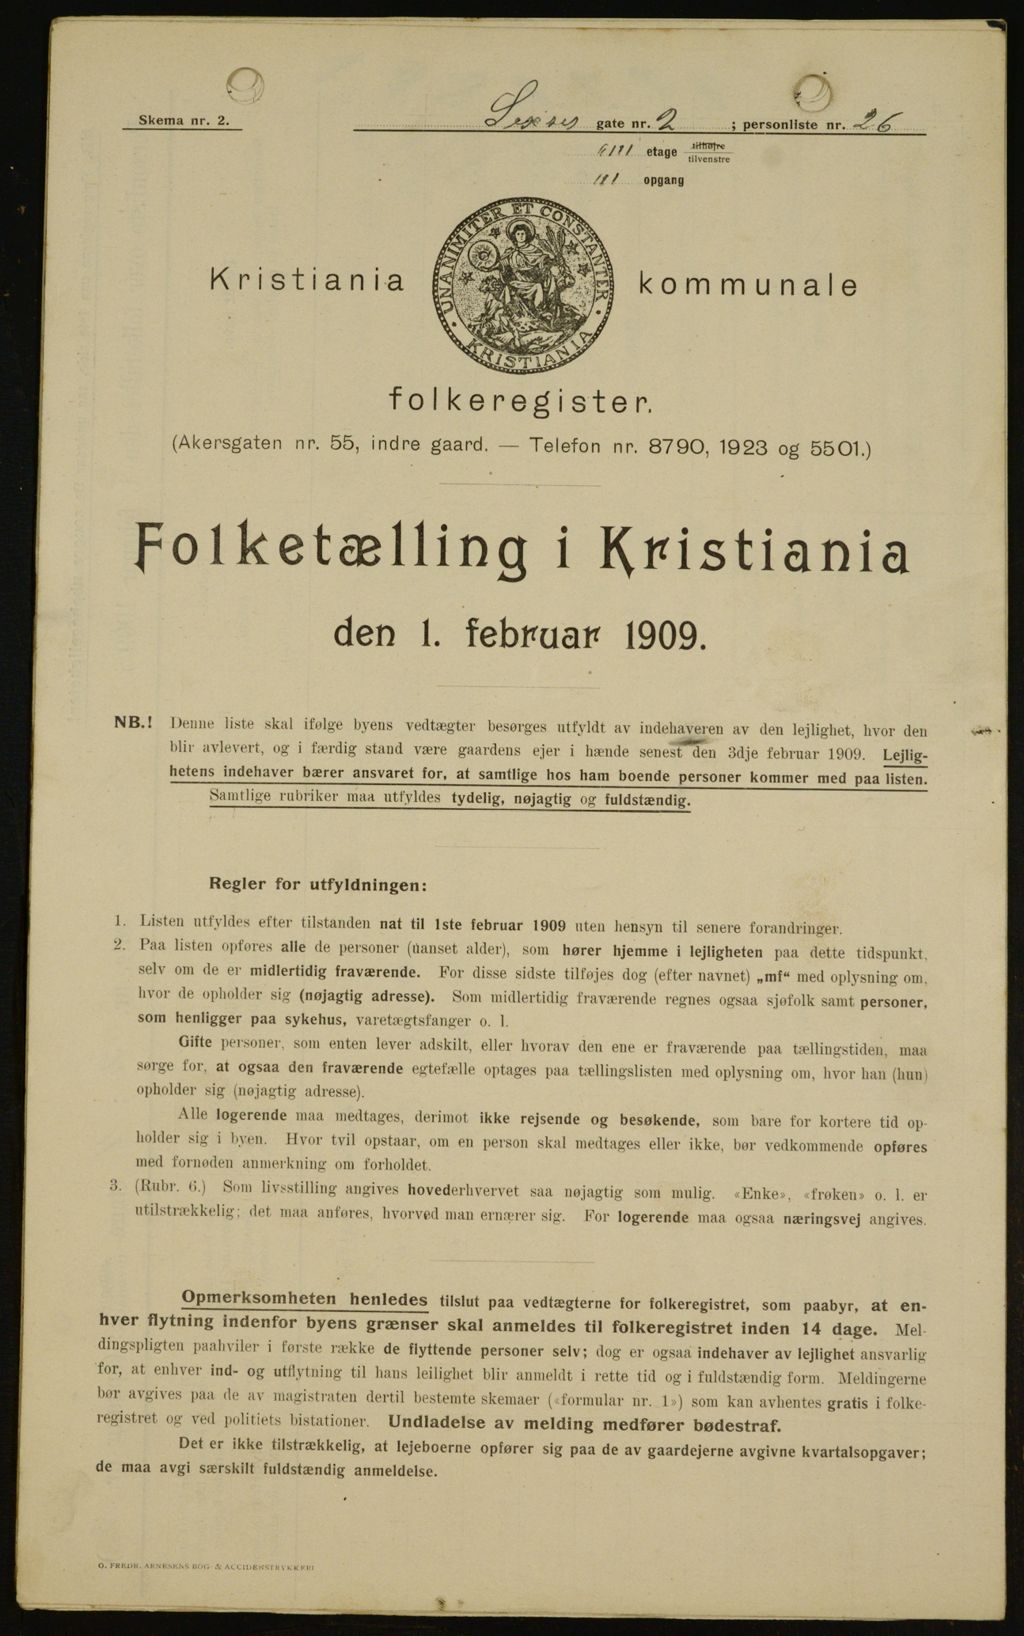 Skema nr. 2.
gate nr. 2; personliste nr. 26
etage tilhøire
tilvenstre
opgang
UNANIMITER ET CONSTANTER
KRISTIANIA
Kristiania kommunale
folkeregister.
(Akersgaten nr. 55, indre gaard. — Telefon nr. 8790, 1923 og 5501.)
Folketælling i Kristiania
den 1. februar 1909.
NB.! Denne liste skal ifølge byens vedtægter besørges utfyldt av indehaveren av den lejlighet, hvor den
blir avlevert, og i færdig stand være gaardens ejer i hænde senest den 3dje februar 1909. Lejlig-
hetens indehaver bærer ansvaret for, at samtlige hos ham boende personer kommer med paa listen.
Samtlige rubriker maa utfyldes tydelig, nøjagtig og fuldstændig.
Regler for utfyldningen:
1. Listen utfyldes efter tilstanden nat til 1ste februar 1909 uten hensyn til senere forandringer.
2. Paa listen opføres alle de personer (uanset alder), som hører hjemme i lejligheten paa dette tidspunkt,
selv om de er midlertidig fraværende. For disse sidste tilføjes dog (efter navnet) „mf“ med oplysning om,
hvor de opholder sig (nøjagtig adresse). Som midlertidig fraværende regnes ogsaa sjøfolk samt personer,
som henligger paa sykehus, varetægtsfanger o. l.
Gifte personer, som enten lever adskilt, eller hvorav den ene er fraværende paa tællingstiden, maa
sørge for, at ogsaa den fraværende egtefælle optages paa tællingslisten med oplysning om, hvor han (hun)
opholder sig (nøjagtig adresse).
Alle logerende maa medtages, derimot ikke rejsende og besøkende, som bare for kortere tid op-
holder sig i byen. Hvor tvil opstaar, om en person skal medtages eller ikke, bør vedkommende opføres
med fornøden anmerkning om forholdet.
3. (Rubr. 6.) Som livsstilling angives hovederhvervet saa nøjagtig som mulig. «Enke», «frøken» o. l. er
utilstrækkelig; det maa anføres, hvorved man ernærer sig. For logerende maa ogsaa næringsvej angives.
Opmerksomheten henledes tilslut paa vedtægterne for folkeregistret, som paabyr, at en-
hver flytning indenfor byens grænser skal anmeldes til folkeregistret inden 14 dage. Mel-
dingspligten paahviler i første række de flyttende personer selv; dog er ogsaa indehaver av lejlighet ansvarlig
for, at enhver ind- og utflytning til hans leilighet blir anmeldt i rette tid og i fuldstændig form. Meldingerne
bør avgives paa de av magistraten dertil bestemte skemaer («formular nr. 1») som kan avhentes gratis i folke-
registret og ved politiets bistationer. Undladelse av melding medfører bødestraf.
Det er ikke tilstrækkelig, at lejeboerne opfører sig paa de av gaardejerne avgivne kvartalsopgaver;
de maa avgi særskilt fuldstændig anmeldelse.
O. FREDR. ARNESENS BOG- & ACCIDENSTRYKKERI